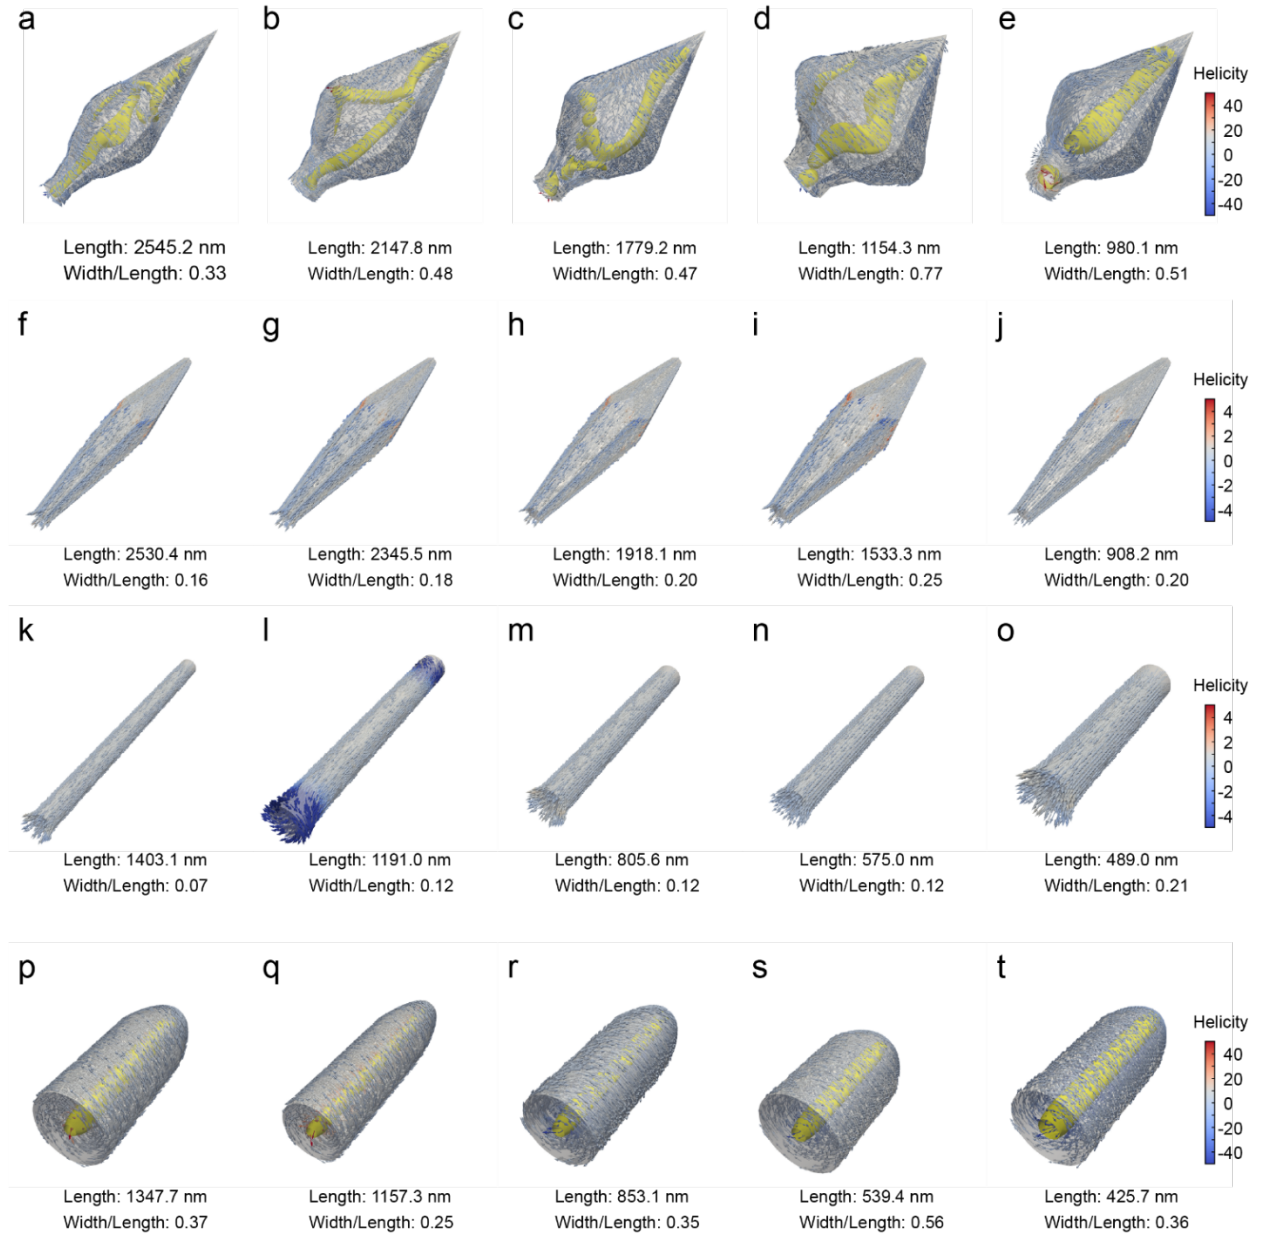 a b c d e
Helicity
40
20
0
-20
-40
Length: 2545.2 nm Length: 2147.8 nm Length: 1779.2 nm Length: 1154.3 nm Length: 980.1 nm
Width/Length: 0.33 Width/Length: 0.48 Width/Length: 0.47 Width/Length: 0.77 Width/Length: 0.51
f g h i j
Helicity
4
2
0
-2
-4
Length: 2530.4 nm Length: 2345.5 nm Length: 1918.1 nm Length: 1533.3 nm Length: 908.2 nm
Width/Length: 0.16 Width/Length: 0.18 Width/Length: 0.20 Width/Length: 0.25 Width/Length: 0.20
k l m n o
Helicity
4
2
0
-2
-4
Length: 1403.1 nm Length: 1191.0 nm Length: 805.6 nm Length: 575.0 nm Length: 489.0 nm
Width/Length: 0.07 Width/Length: 0.12 Width/Length: 0.12 Width/Length: 0.12 Width/Length: 0.21
p q r s t
Helicity
40
20
0
-20
-40
Length: 1347.7 nm Length: 1157.3 nm Length: 853.1 nm Length: 539.4 nm Length: 425.7 nm
Width/Length: 0.37 Width/Length: 0.25 Width/Length: 0.35 Width/Length: 0.56 Width/Length: 0.36